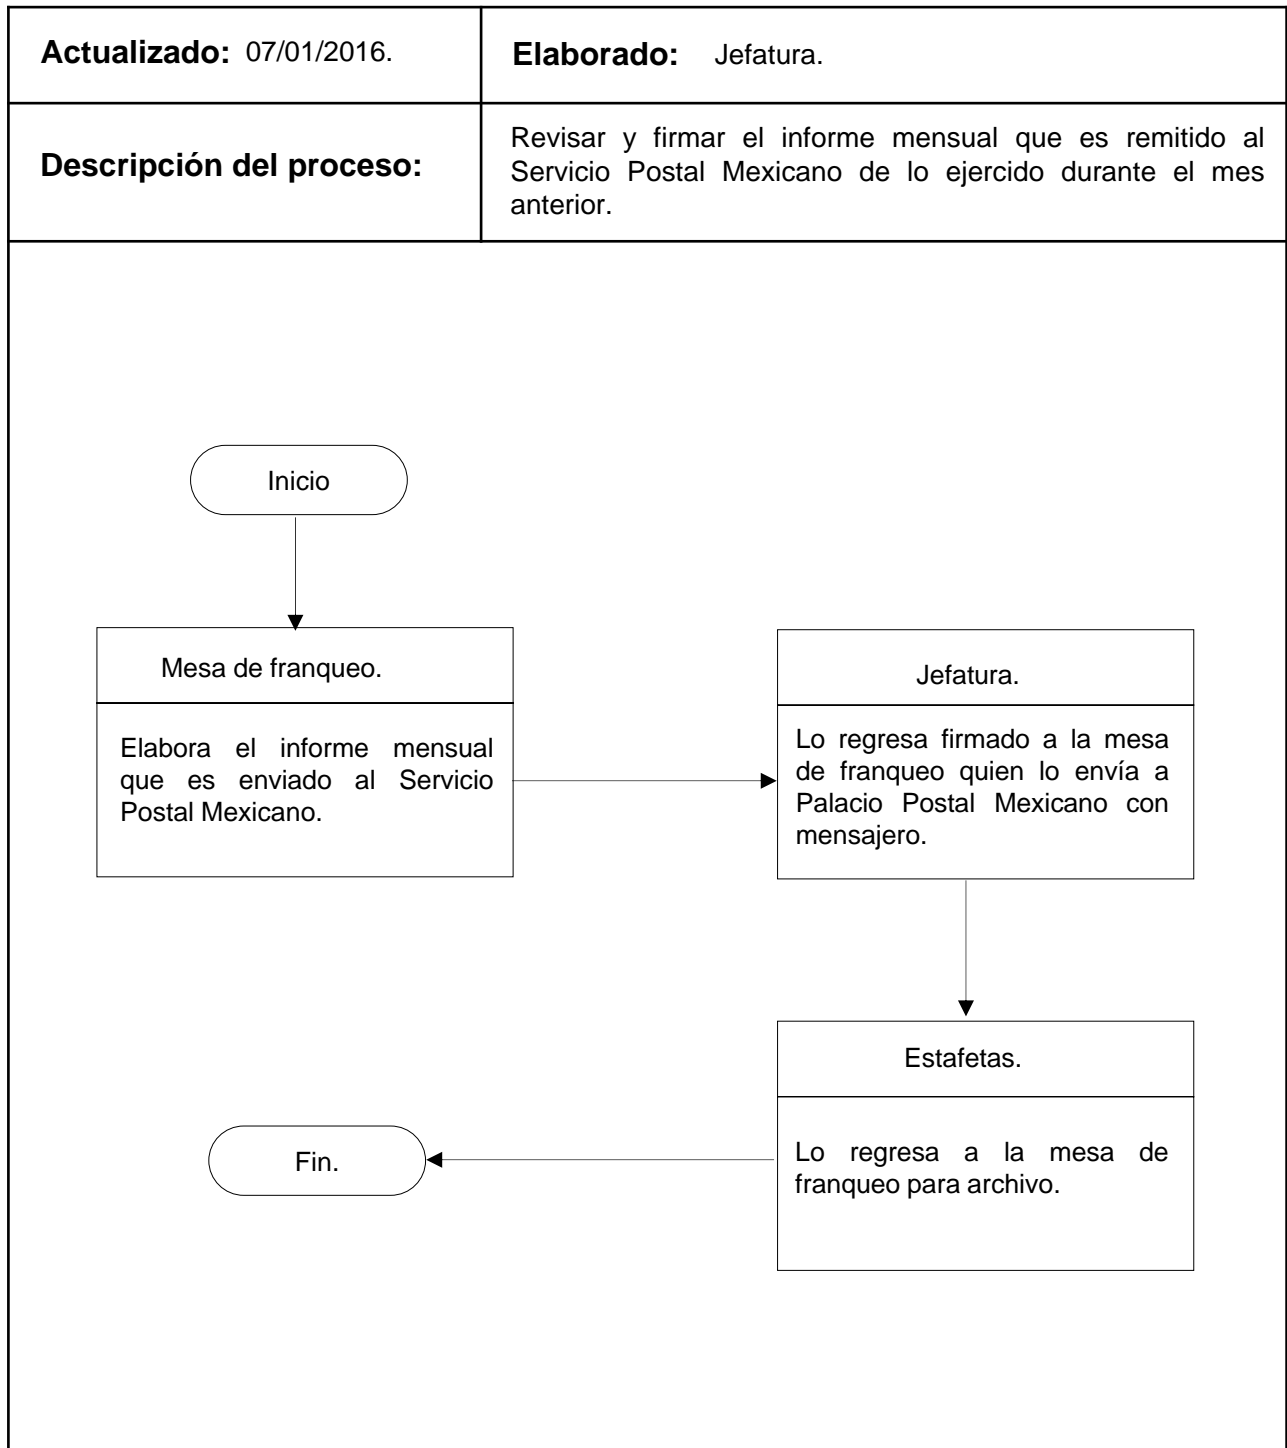 Actualizado: 07/01/2016.
Elaborado: Jefatura.
Descripción del proceso:
Revisar y firmar el informe mensual que es remitido al
Servicio Postal Mexicano de lo ejercido durante el mes
anterior.
Inicio
Mesa de franqueo.
Elabora el informe mensual
que es enviado al Servicio
Postal Mexicano.
Jefatura.
Lo regresa firmado a la mesa
de franqueo quien lo envía a
Palacio Postal Mexicano con
mensajero.
Estafetas.
Lo regresa a la mesa de
franqueo para archivo.
Fin.